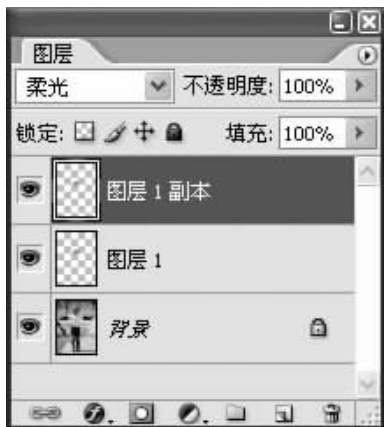 图层
柔光 不透明度: 100%
锁定: 填充: 100%
图层 1 副本
图层 1
背景